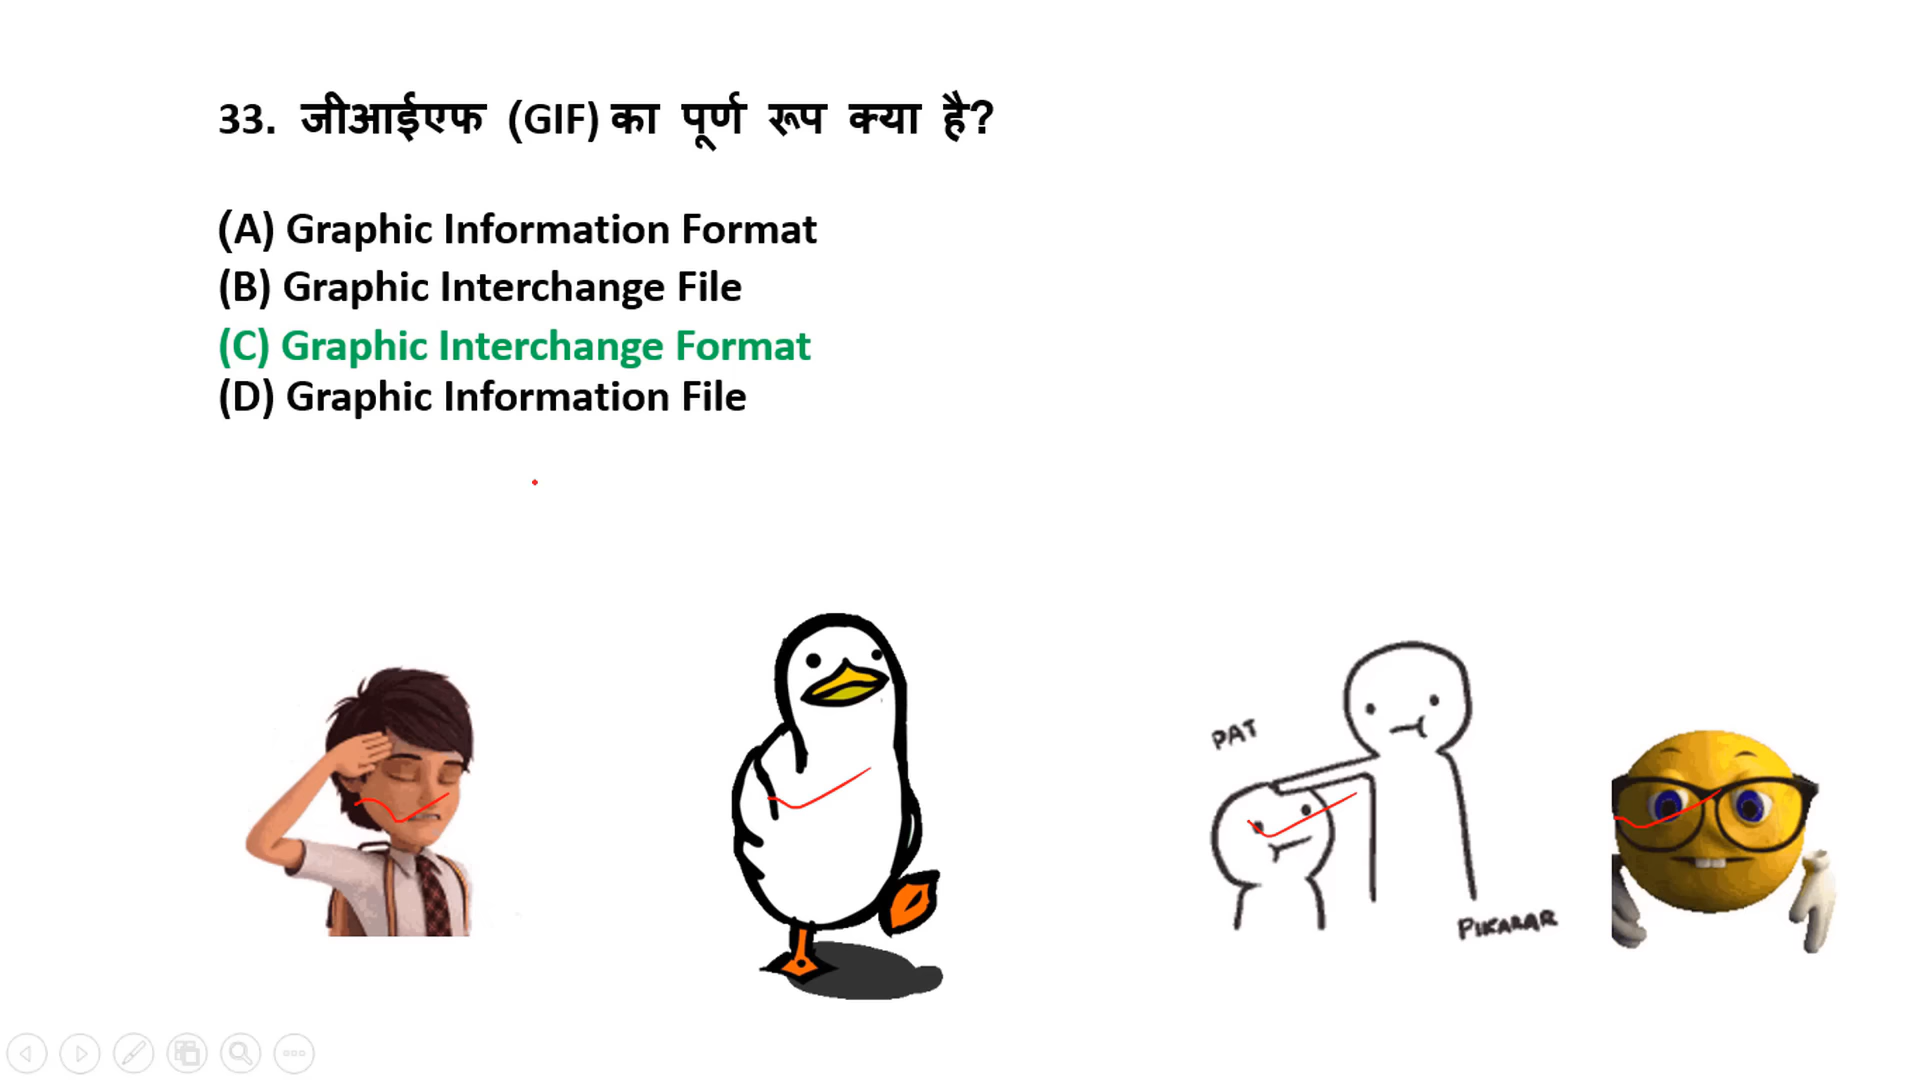 33. जीआईएफ (GIF) का पूर्ण रूप क्या है?
(A) Graphic Information Format
(B) Graphic Interchange File
(C) Graphic Interchange Format
(D) Graphic Information File
PAT
PIKARAR